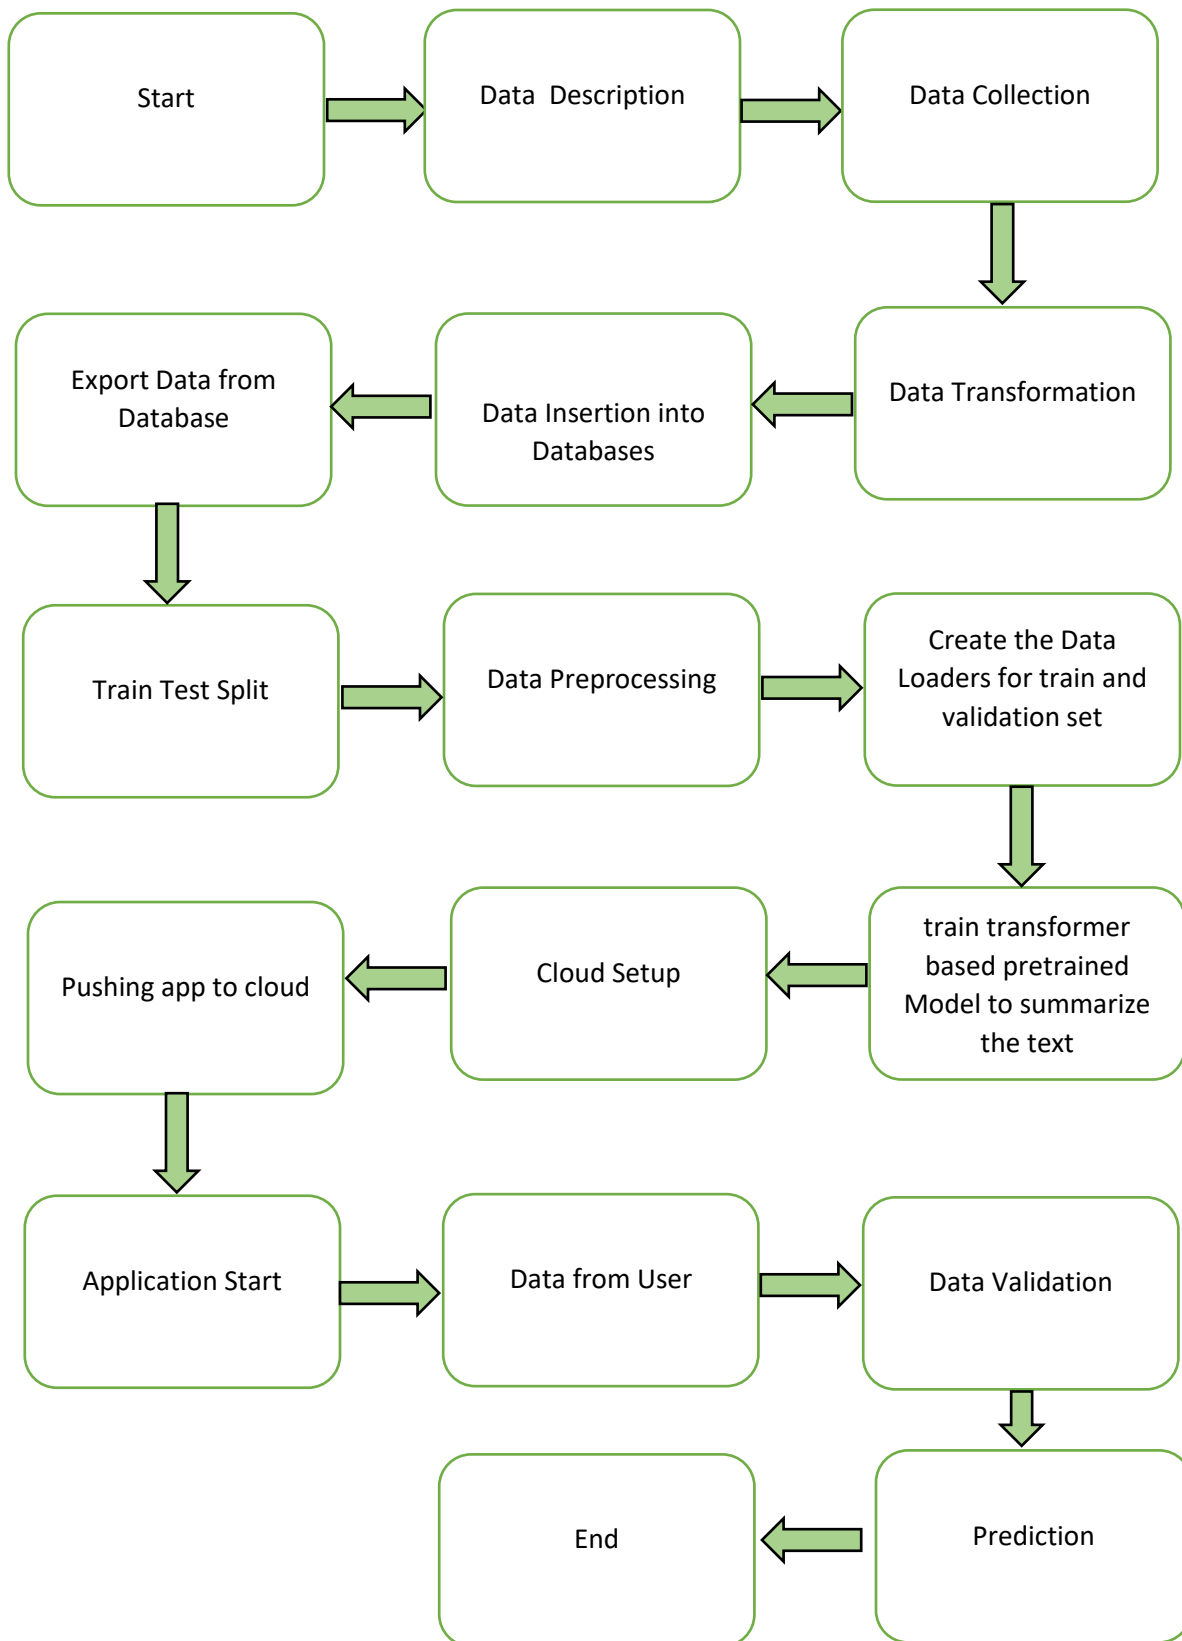 Start
Data  Description
Data Collection
Data Transformation
Data Insertion into
Databases
Export Data from
Database
Train Test Split
Data Preprocessing
Create the Data
Loaders for train and
validation set
train transformer
based pretrained
Model to summarize
the text
Cloud Setup
Pushing app to cloud
Application Start
Data from User
Data Validation
Prediction
End